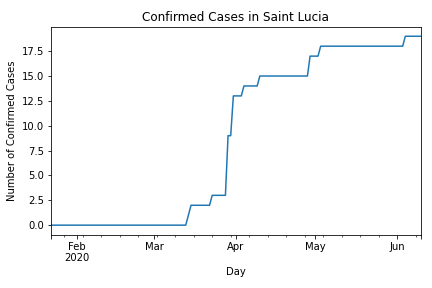 Confirmed Cases in Saint Lucia
Number of Confirmed Cases
17.5
15.0
12.5
10.0
7.5
5.0
2.5
0.0
Feb
2020
Mar
Apr
May
Jun
Day